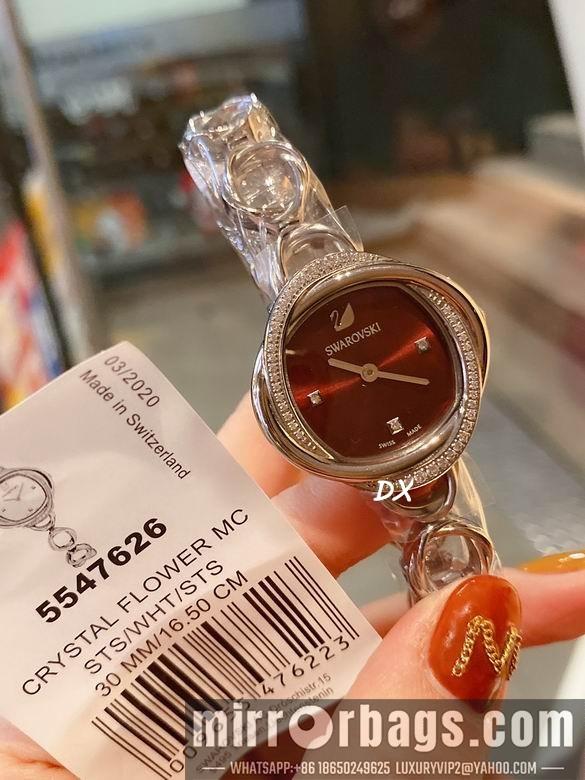 03/2020
Made in Switzerland
5547626
CRYSTAL FLOWER MC
STS/WHT/STS
30 MM/16.50 CM
476223
SWAROVSKI
SWISS MADE
DX
mirrorbags.com
WHATSAPP:+86 18650249625 LUXURYVIP2@YAHOO.COM